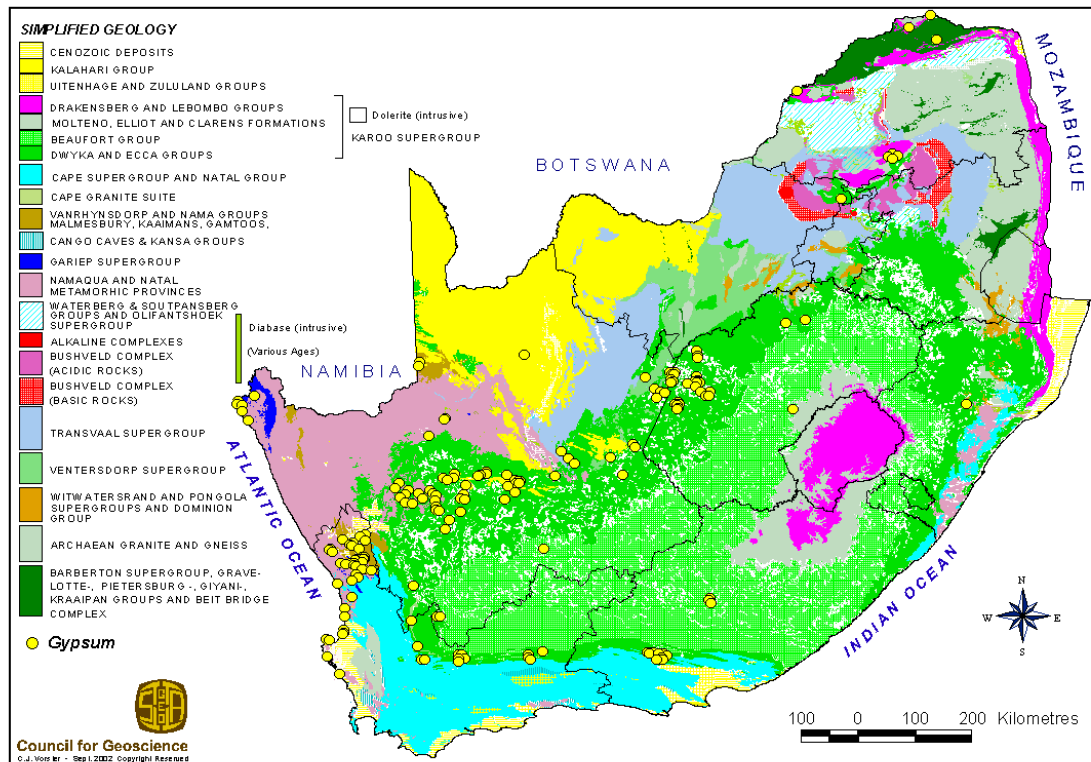 SIMPLIFIED GEOLOGY
CENOZOIC DEPOSITS
KALAHARI GROUP
UITENHAGE AND ZULULAND GROUPS
DRAKENSBERG AND LEBOMBO GROUPS
MOLTENO, ELLIOT AND CLARENS FORMATIONS
BEAUFORT GROUP
DWYKA AND ECCA GROUPS
Dolerite (intrusive)
KAROO SUPERGROUP
CAPE SUPERGROUP AND NATAL GROUP
CAPE GRANITE SUITE
VANRHYNSDORP AND NAMA GROUPS
MALMESBURY, KAAIMANS, GAMTOOS,
CANGO CAVES & KANSA GROUPS
GARIEP SUPERGROUP
NAMAQUA AND NATAL
METAMORHIC PROVINCES
WATERBERG & SOUTPANSBERG
GROUPS AND OLIFANTSHOEK
SUPERGROUP
ALKALINE COMPLEXES
BUSHVELD COMPLEX
(ACIDIC ROCKS)
BUSHVELD COMPLEX
(BASIC ROCKS)
TRANSVAAL SUPERGROUP
VENTERSDORP SUPERGROUP
WITWATERSRAND AND PONGOLA
SUPERGROUPS AND DOMINION
GROUP
ARCHAEAN GRANITE AND GNEISS
BARBERTON SUPERGROUP, GRAVE-
LOTTE-, PIETERSBURG -, GIYANI-,
KRAAIPAN GROUPS AND BEIT BRIDGE
COMPLEX
Gypsum
Diabase (intrusive)
(Various Ages)
NAMIBIA
BOTSWANA
MOZAMBIQUE
ATLANTIC OCEAN
INDIAN OCEAN
N
W E
S
100 0 100 200 Kilometres
Council for Geoscience
C.J. Vorster - Sept. 2002 Copyright Reserved